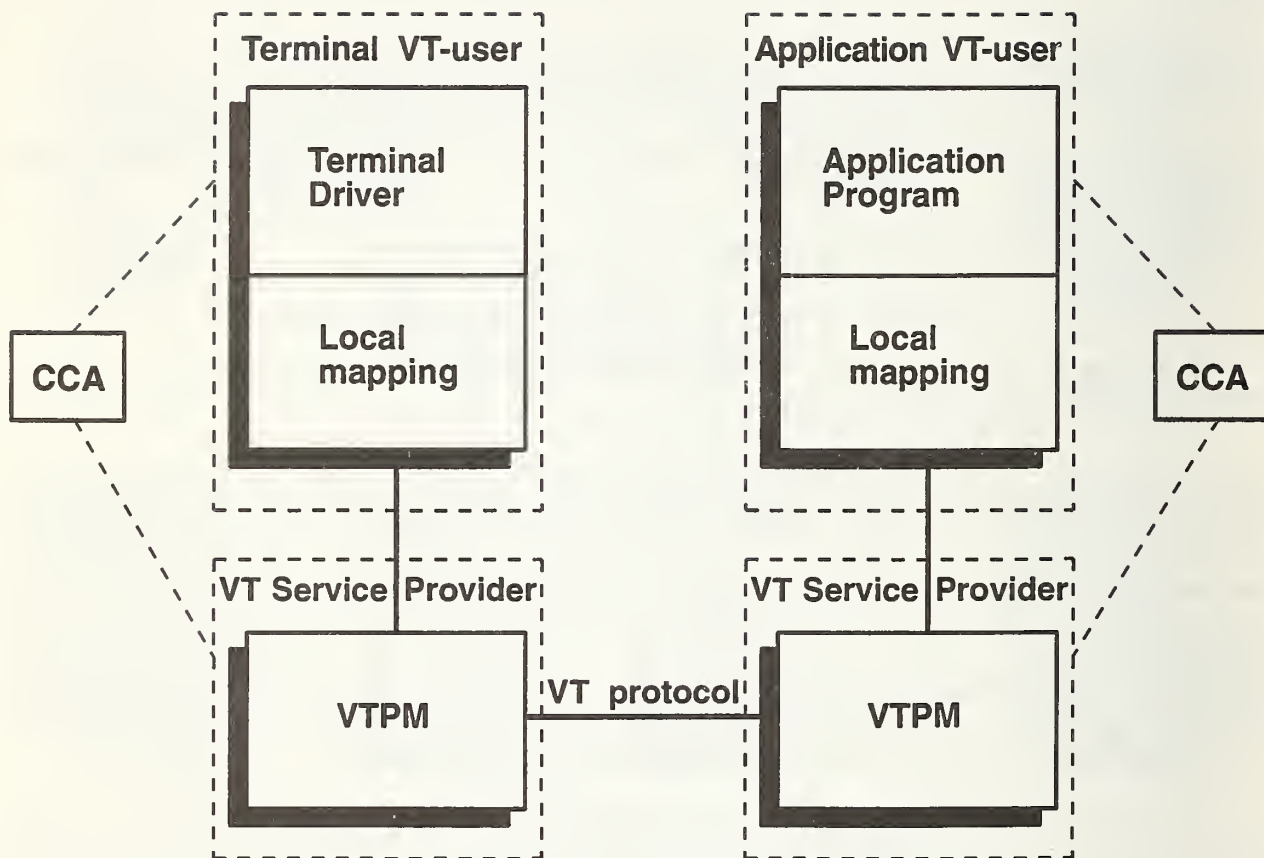 Terminal VT-user
Application VT-user
Terminal
Driver
Application
Program
Local
mapping
Local
mapping
CCA
CCA
VT Service Provider
VT Service Provider
VTPM
VT protocol
VTPM